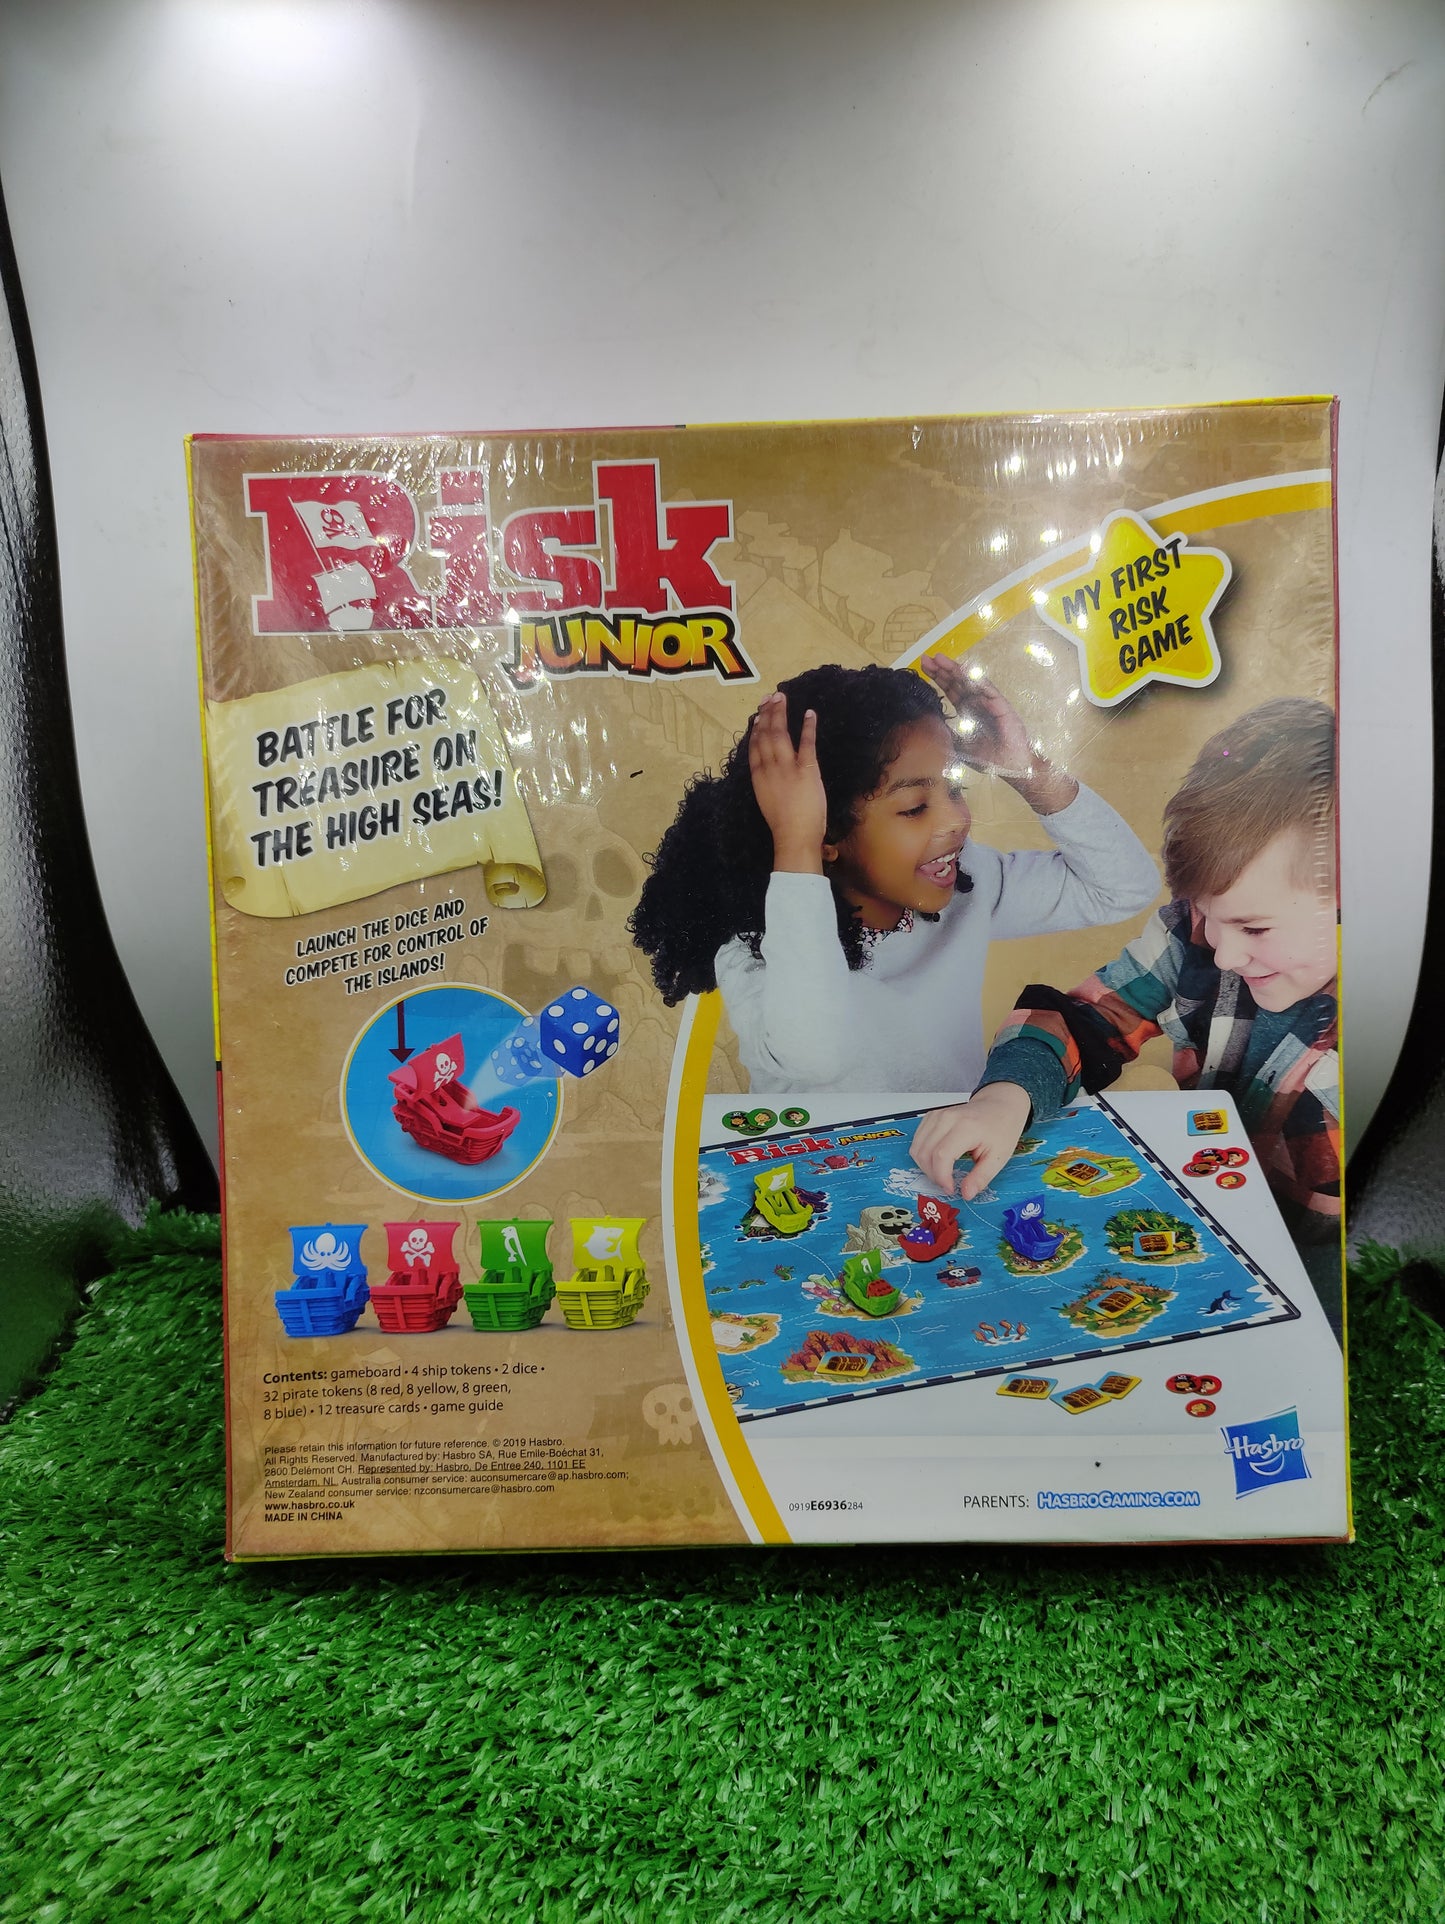 Risk
JUNIOR
MY FIRST
RISK
GAME
BATTLE FOR
TREASURE ON
THE HIGH SEAS!
LAUNCH THE DICE AND
COMPETE FOR CONTROL OF
THE ISLANDS!
Risk JUNIOR
Contents: gameboard • 4 ship tokens • 2 dice •
32 pirate tokens (8 red, 8 yellow, 8 green,
8 blue) • 12 treasure cards • game guide
Please retain this information for future reference. © 2019 Hasbro.
All Rights Reserved. Manufactured by: Hasbro SA, Rue Emile-Boéchat 31,
2800 Delémont CH. Represented by: Hasbro, De Entree 240, 1101 EE
Amsterdam, NL. Australia consumer service: auconsumercare@ap.hasbro.com;
New Zealand consumer service: nzconsumercare@hasbro.com
www.hasbro.co.uk
MADE IN CHINA
0919E6936284
PARENTS: HASBROGAMING.COM
Hasbro